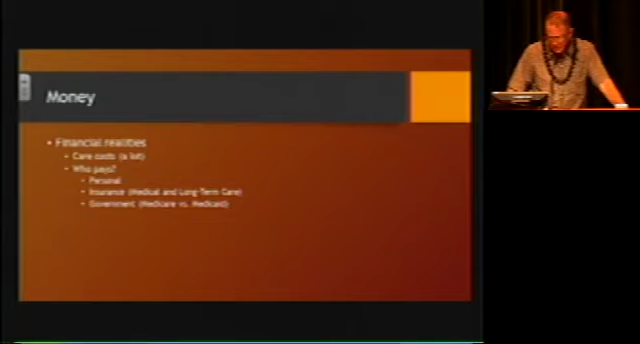 Money
Financial realities
Care costs (a lot)
Who pays?
Personal
Insurance (Medical and Long-Term Care)
Government (Medicare vs. Medicaid)